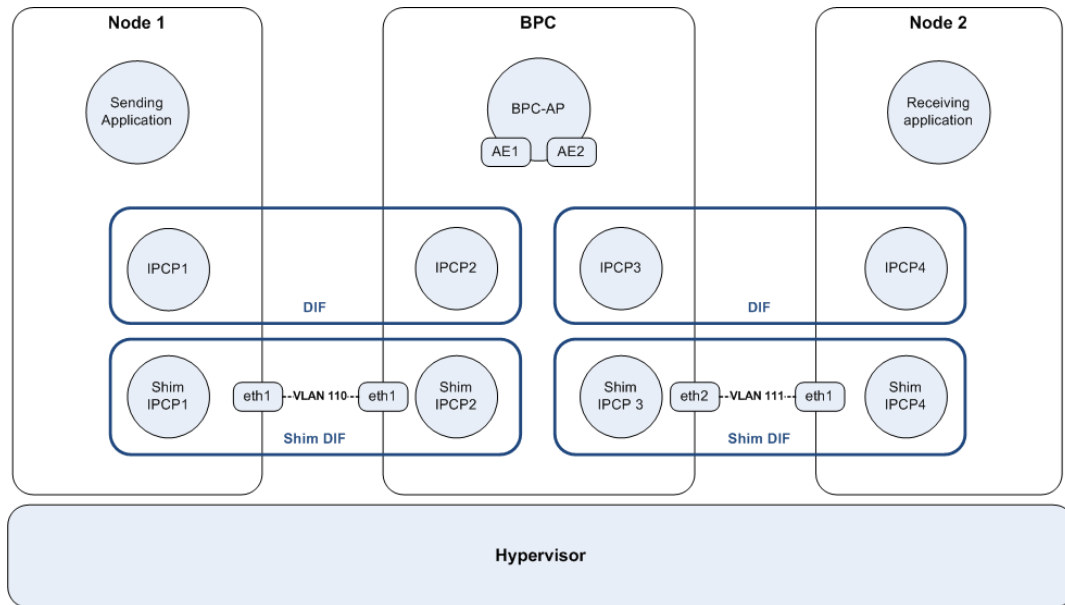 Node 1
BPC
Node 2
Sending
Application
BPC-AP
AE1
AE2
Receiving
application
IPCP1
IPCP2
DIF
IPCP3
IPCP4
DIF
Shim
IPCP1
eth1
VLAN 110
eth1
Shim
IPCP2
Shim DIF
Shim
IPCP 3
eth2
VLAN 111
eth1
Shim
IPCP4
Shim DIF
Hypervisor